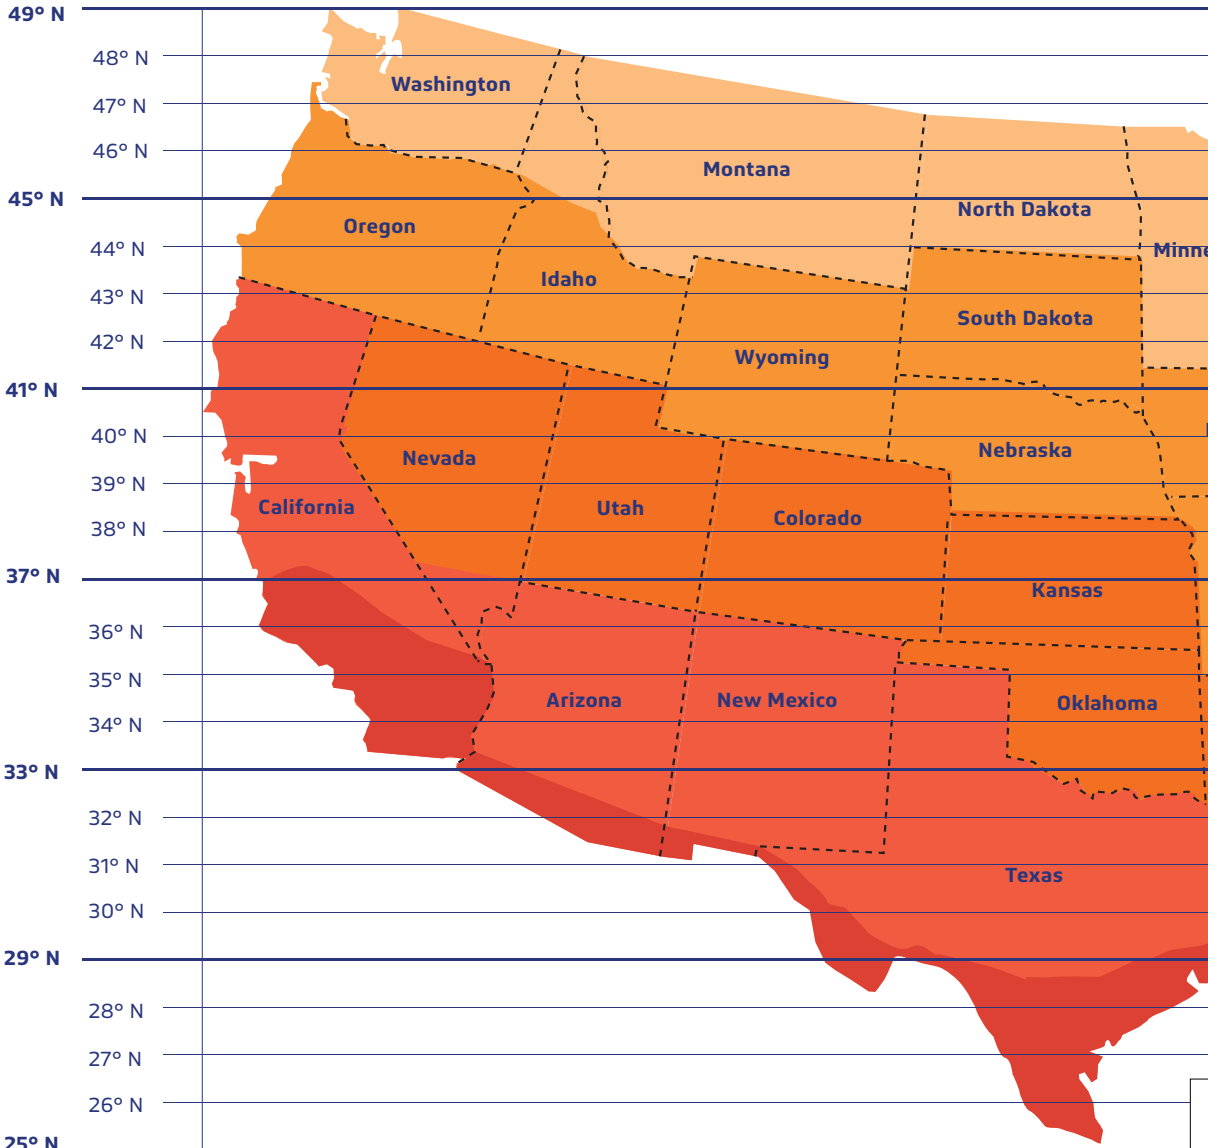 49° N
48° N
Washington
47° N
46° N
Montana
45° N
North Dakota
Oregon
44° N
Minne
Idaho
43° N
South Dakota
42° N
Wyoming
41° N
40° N
Nebraska
Nevada
39° N
California
Utah
Colorado
38° N
37° N
Kansas
36° N
35° N
Arizona
New Mexico
Oklahoma
34° N
33° N
32° N
31° N
Texas
30° N
29° N
28° N
27° N
26° N
25° N